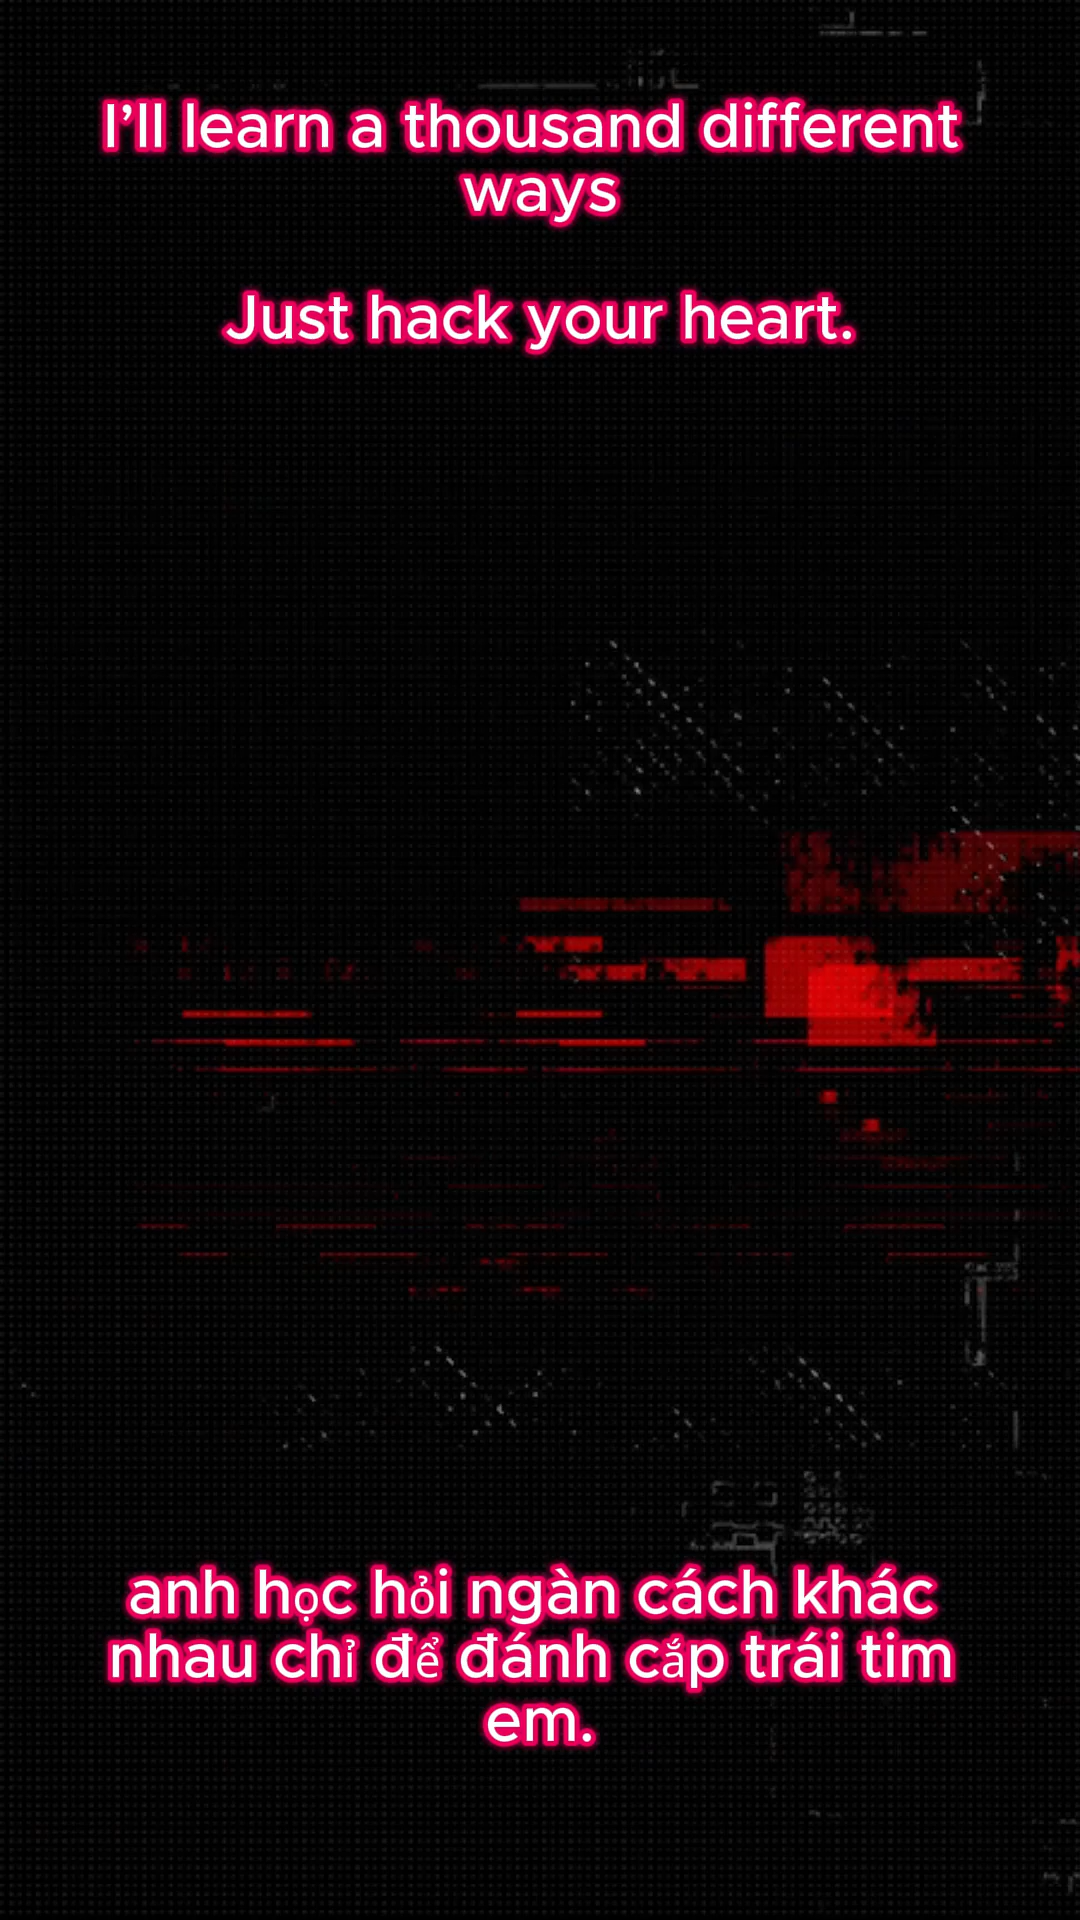 I’ll learn a thousand different
ways
Just hack your heart.
anh học hỏi ngàn cách khác
nhau chỉ để đánh cắp trái tim
em.